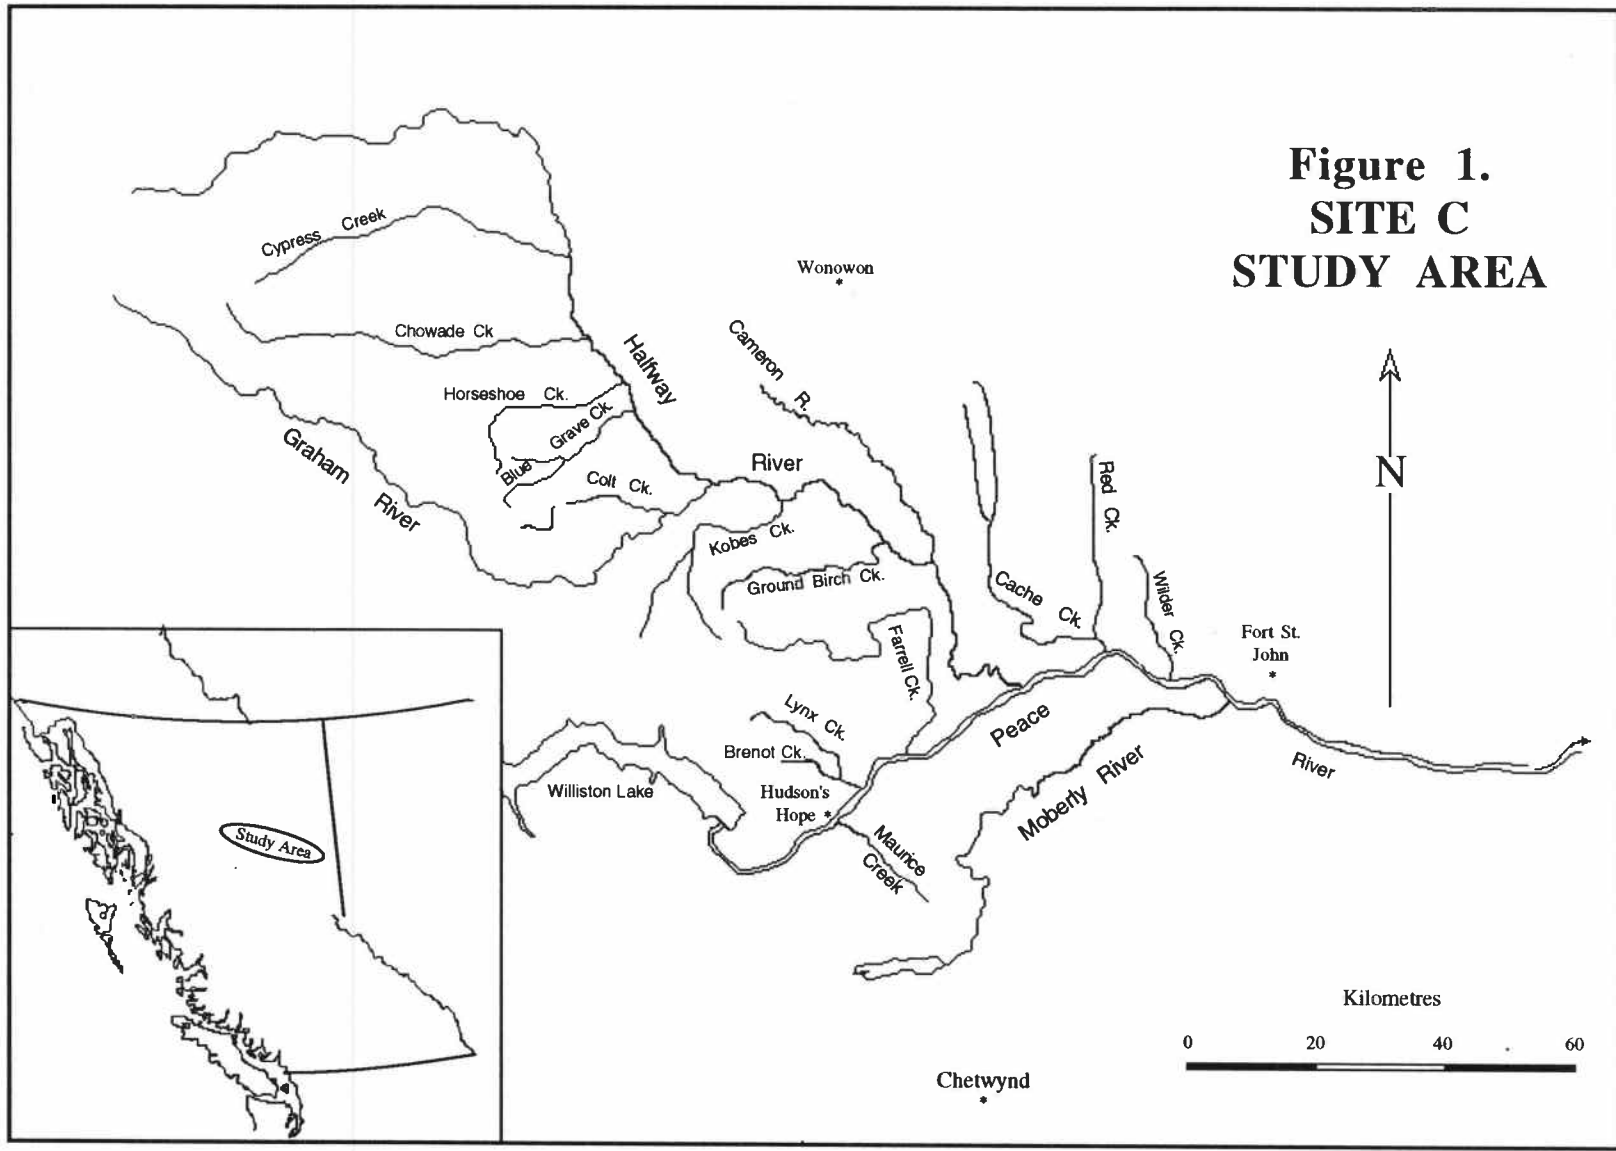 Figure 1.
SITE C
STUDY AREA
Cypress Creek
Wonowon
Chowade Ck
Halfway
Cameron R.
Horseshoe Ck.
Blue Grave Ck.
Graham River
Colt Ck.
River
Red Ck.
N
Kobes Ck.
Ground Birch Ck.
Cache Ck.
Wilder Ck.
Farrell Ck.
Fort St.
John
Lynx Ck.
Peace
Brenot Ck.
Moberly River
River
Williston Lake
Hudson's
Hope
Maurice
Creek
Study Area
Kilometres
0 20 40 60
Chetwynd